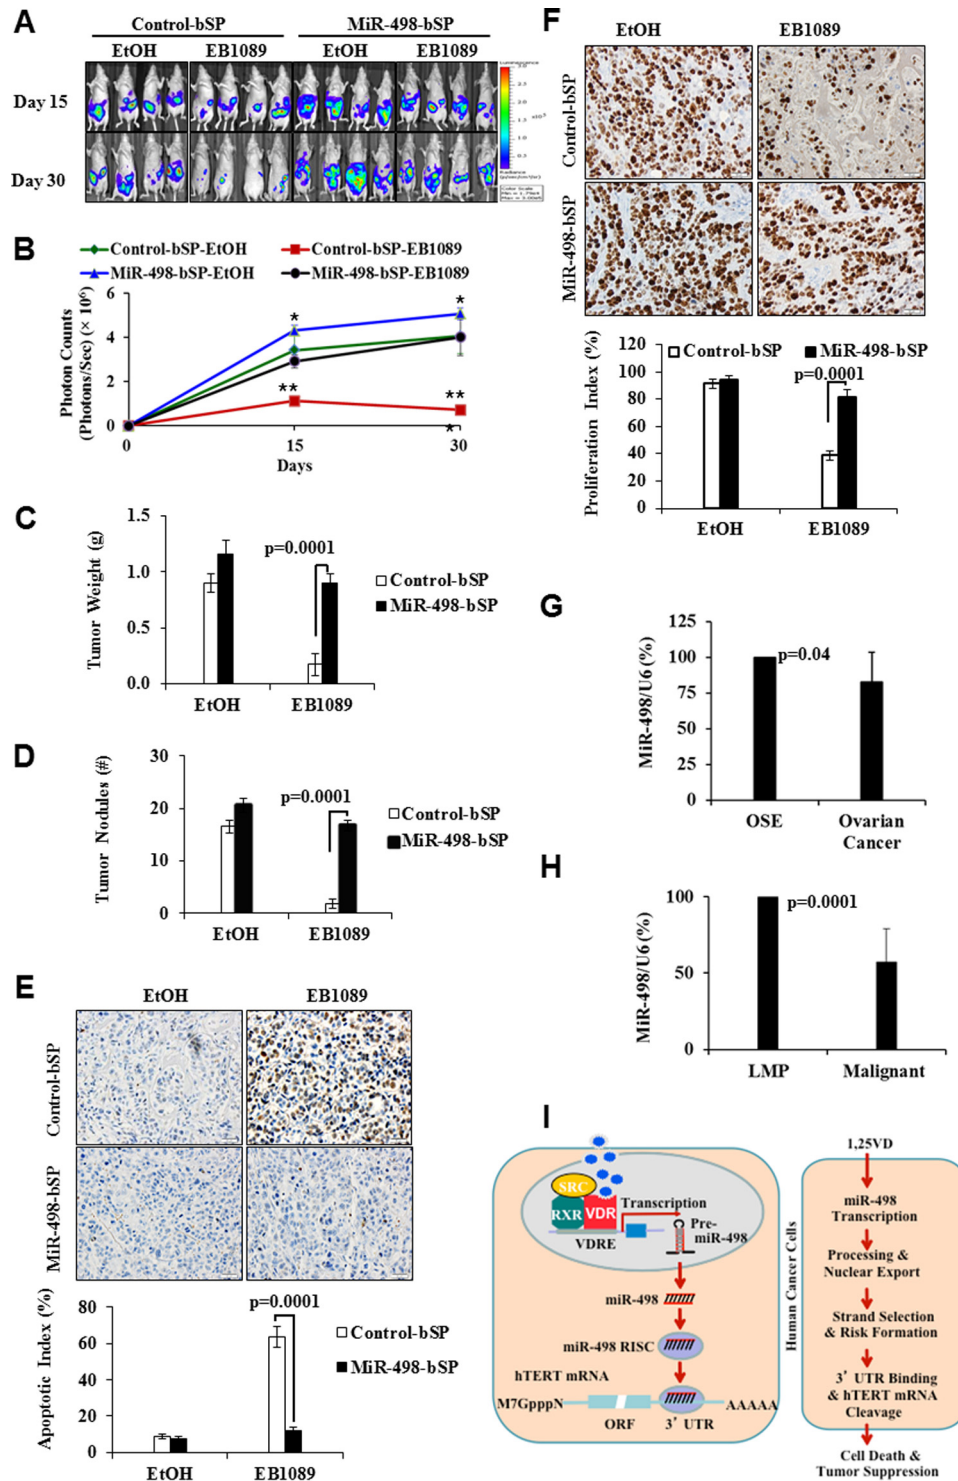 A
Control-bSP
MiR-498-bSP
EtOH
EB1089
EtOH
EB1089
Day 15
Day 30
B
Control-bSP-EtOH
Control-bSP-EB1089
MiR-498-bSP-EtOH
MiR-498-bSP-EB1089
Photon Counts
(Photons/Sec) (× 10⁶)
6
4
2
0
*
*
**
**
*
0
15
30
Days
C
Tumor Weight (g)
1.5
1.0
0.5
0.0
p=0.0001
Control-bSP
MiR-498-bSP
EtOH
EB1089
D
Tumor Nodules (#)
30
20
10
0
p=0.0001
Control-bSP
MiR-498-bSP
EtOH
EB1089
E
EtOH
EB1089
Control-bSP
MiR-498-bSP
Apoptotic Index (%)
80
60
40
20
0
p=0.0001
Control-bSP
MiR-498-bSP
EtOH
EB1089
F
EtOH
EB1089
Control-bSP
MiR-498-bSP
Proliferation Index (%)
120
100
80
60
40
20
0
Control-bSP
MiR-498-bSP
p=0.0001
EtOH
EB1089
G
MiR-498/U6 (%)
125
100
75
50
25
0
p=0.04
OSE
Ovarian
Cancer
H
MiR-498/U6 (%)
100
50
0
p=0.0001
LMP
Malignant
I
SRC
RXR
VDR
VDRE
Transcription
Pre-
miR-498
miR-498
miR-498 RISC
hTERT mRNA
M7GpppN
AAAAA
ORF
3' UTR
Human Cancer Cells
1,25VD
miR-498
Transcription
Processing &
Nuclear Export
Strand Selection
& Risk Formation
3' UTR Binding
& hTERT mRNA
Cleavage
Cell Death &
Tumor Suppression